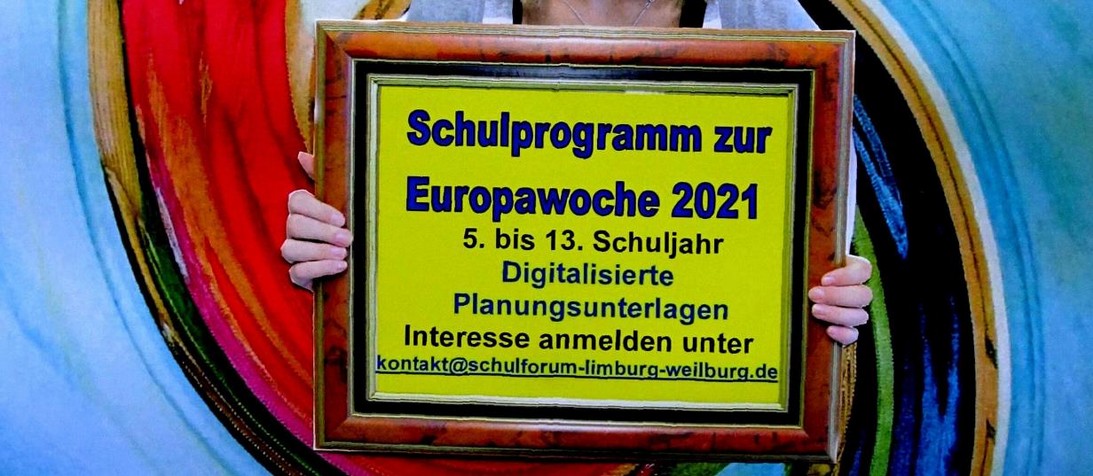 Schulprogramm zur
Europawoche 2021
5. bis 13. Schuljahr
Digitalisierte
Planungsunterlagen
Interesse anmelden unter
kontakt@schulforum-limburg-weilburg.de